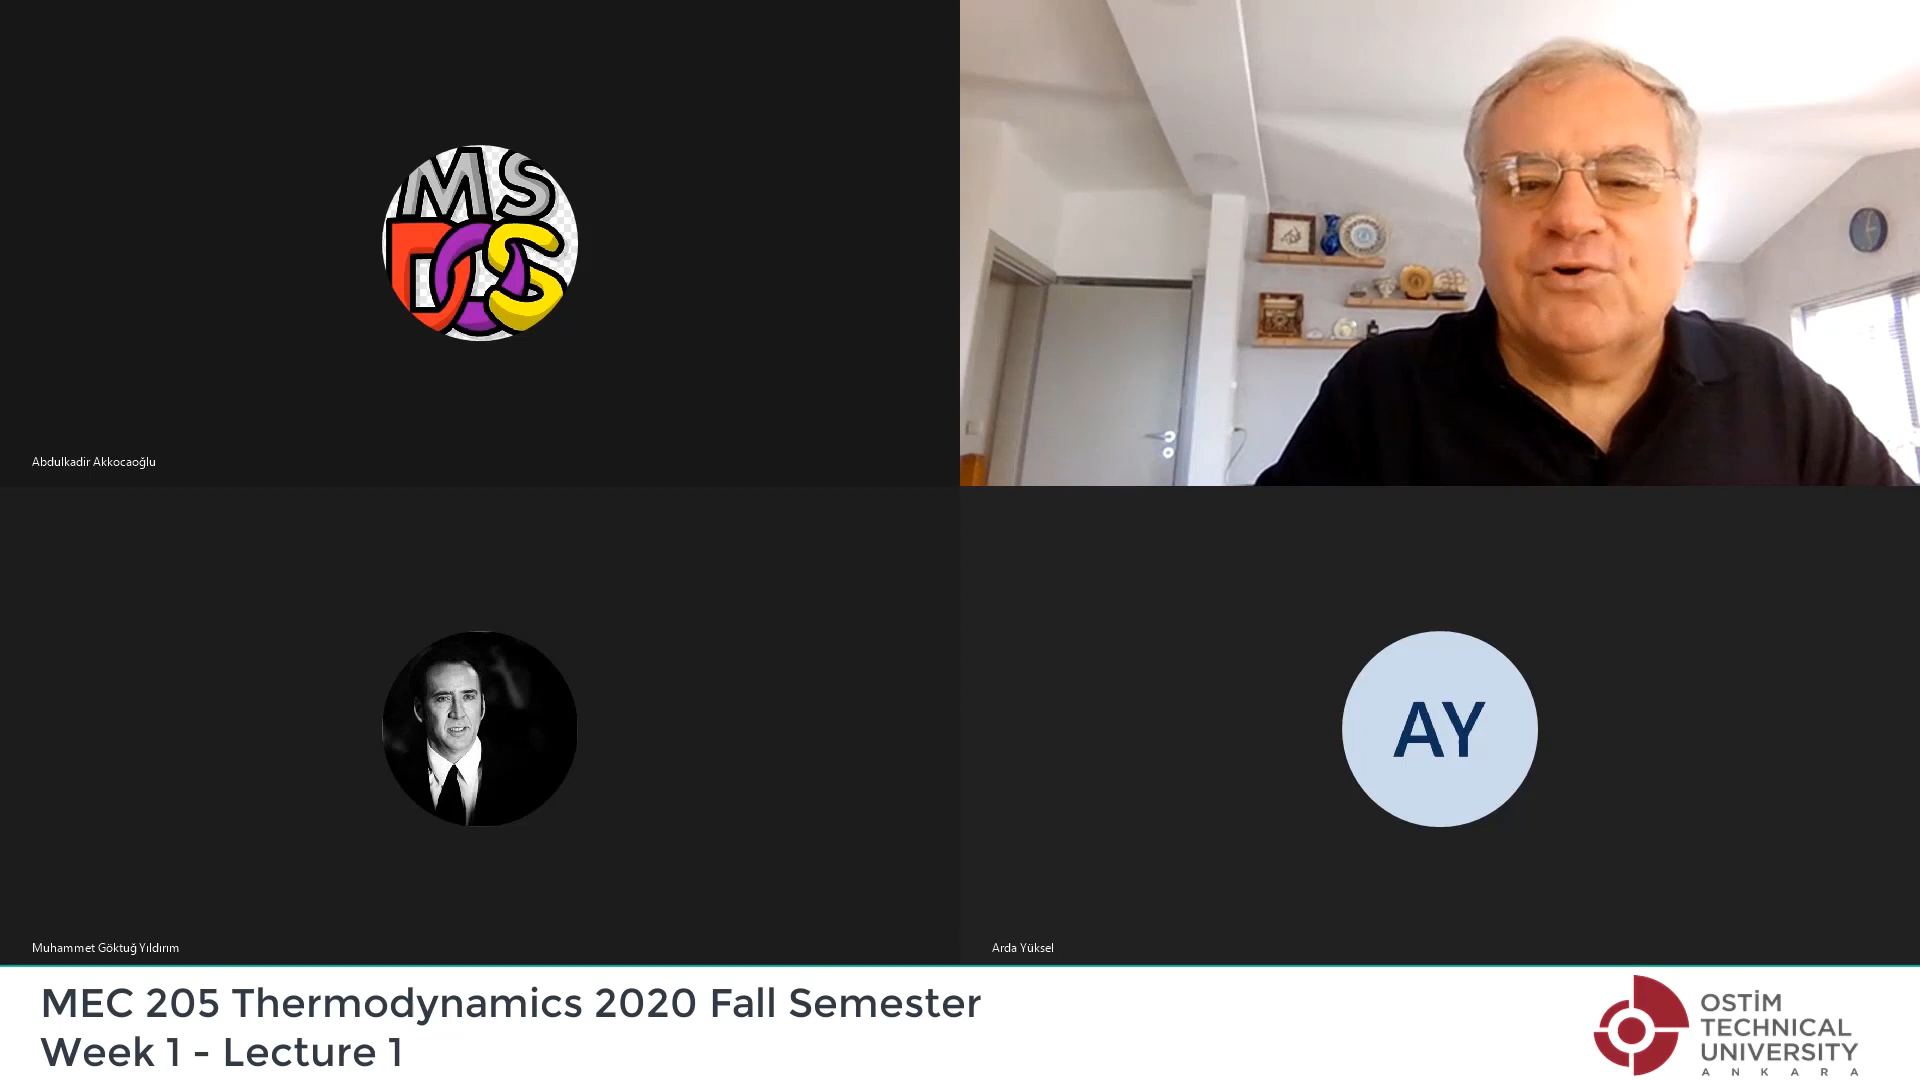 MS
DOS
Abdulkadir Akkocaoğlu
AY
Muhammet Göktuğ Yıldırım
Arda Yüksel
MEC 205 Thermodynamics 2020 Fall Semester
Week 1 - Lecture 1
OSTİM
TECHNICAL
UNIVERSITY
ANKARA